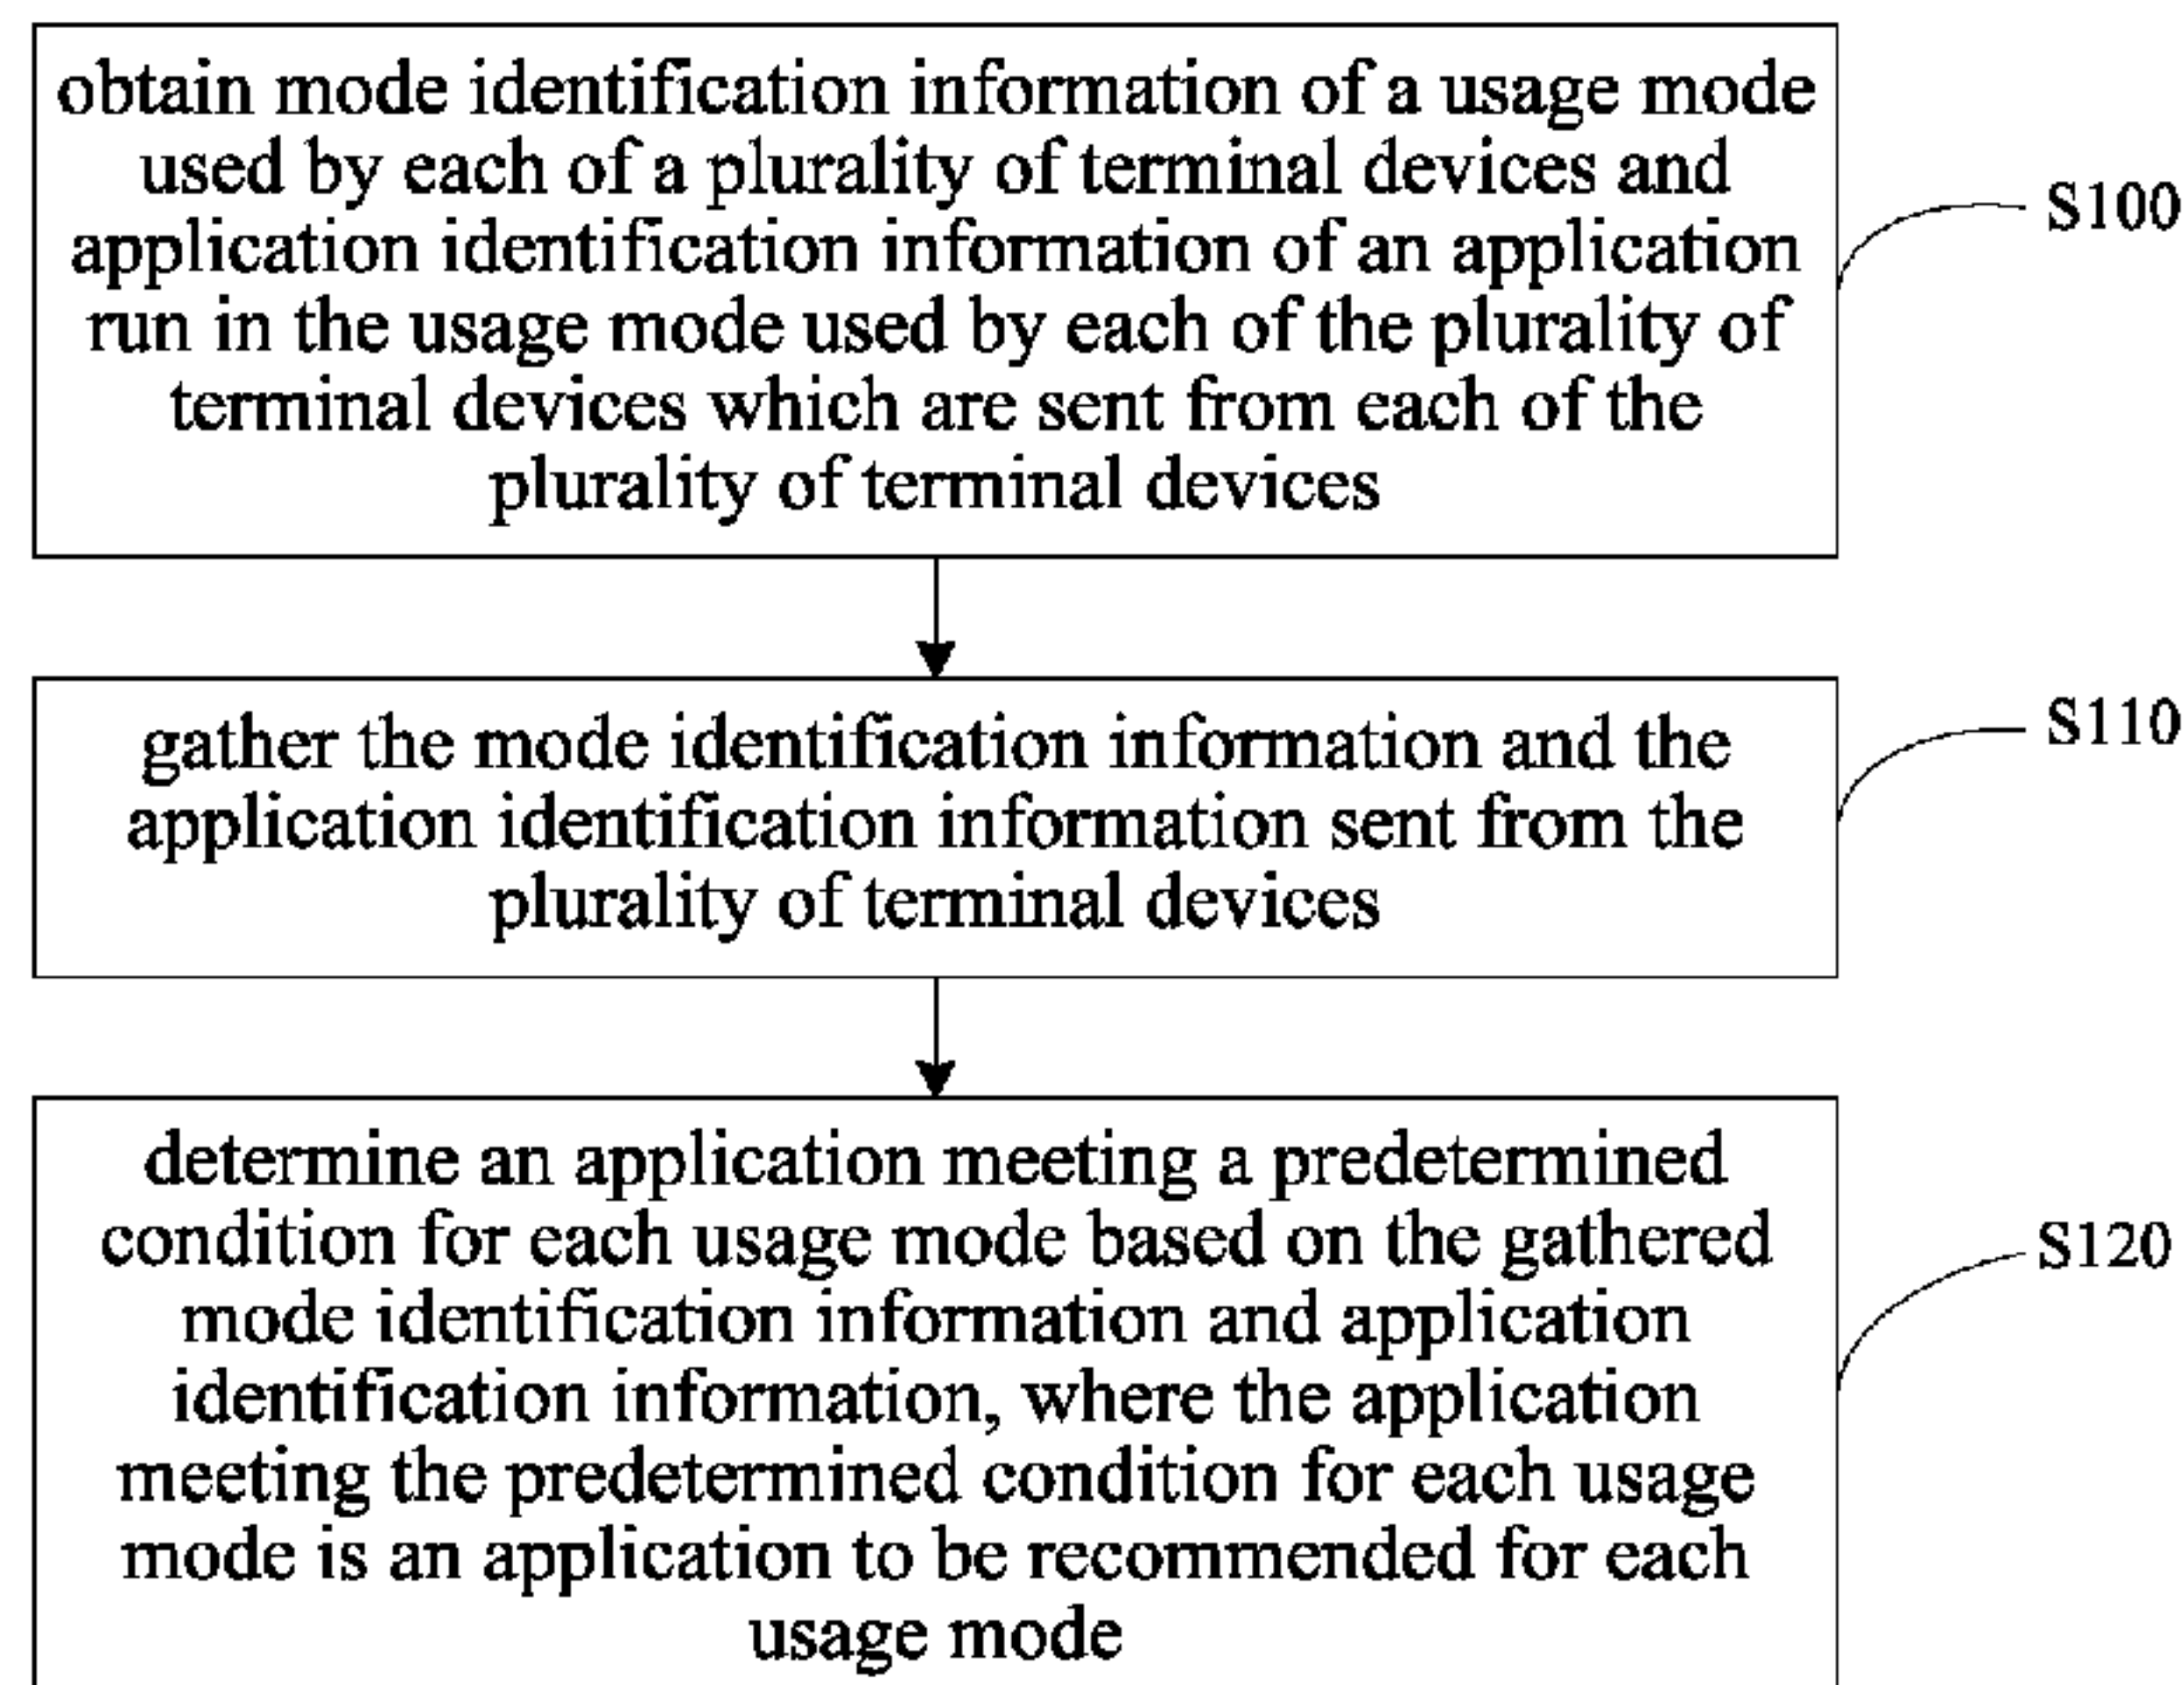 obtain mode identification information of a usage mode
used by each of a plurality of terminal devices and
application identification information of an application
run in the usage mode used by each of the plurality of
terminal devices which are sent from each of the
plurality of terminal devices
S100
gather the mode identification information and the
application identification information sent from the
plurality of terminal devices
S110
determine an application meeting a predetermined
condition for each usage mode based on the gathered
mode identification information and application
identification information, where the application
meeting the predetermined condition for each usage
mode is an application to be recommended for each
usage mode
S120